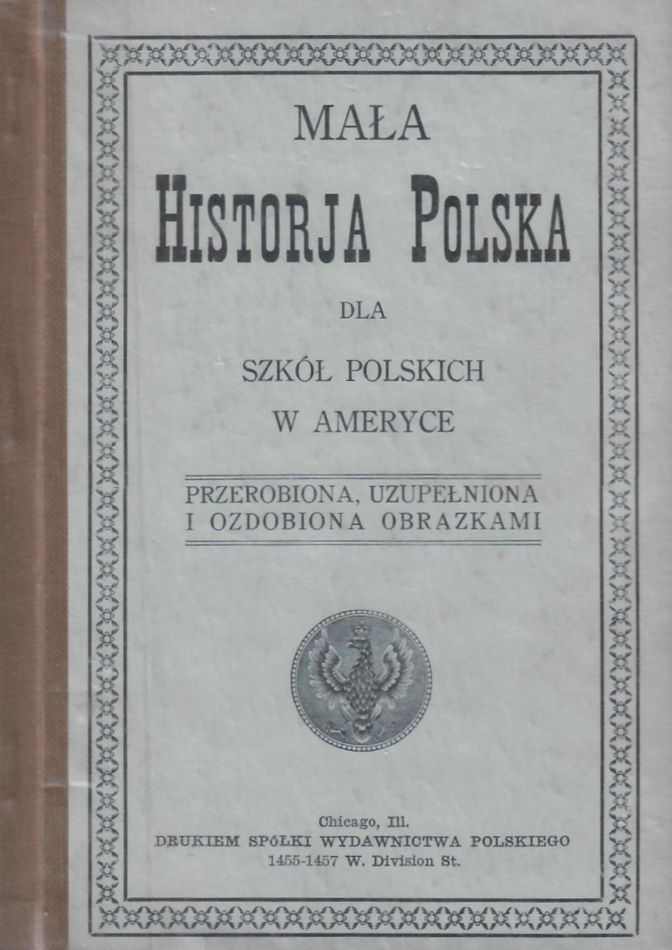 MAŁA
HISTORJA POLSKA
DLA
SZKÓŁ POLSKICH
W AMERYCE
PRZEROBIONA, UZUPEŁNIONA
I OZDOBIONA OBRAZKAMI
Chicago, Ill.
DRUKIEM SPÓŁKI WYDAWNICTWA POLSKIEGO
1455-1457 W. Division St.